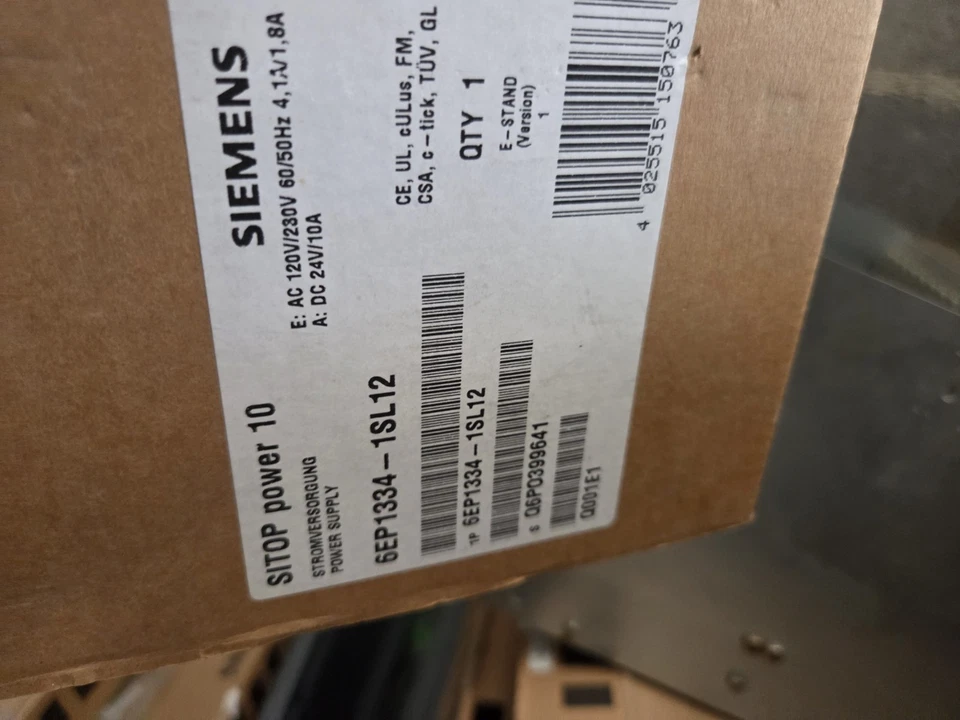 SITOP power 10
SIEMENS
STROMVERSORGUNG
POWER SUPPLY
E: AC 120V/230V 60/50Hz 4,1A/1,8A
A: DC 24V/10A
6EP1334-1SL12
CE, UL, cULus, FM,
CSA, c-tick, TÜV, GL
1P 6EP1334-1SL12
QTY 1
S Q6P0399641
E-STAND
(Version)
1
Q001E1
4 025515 150763